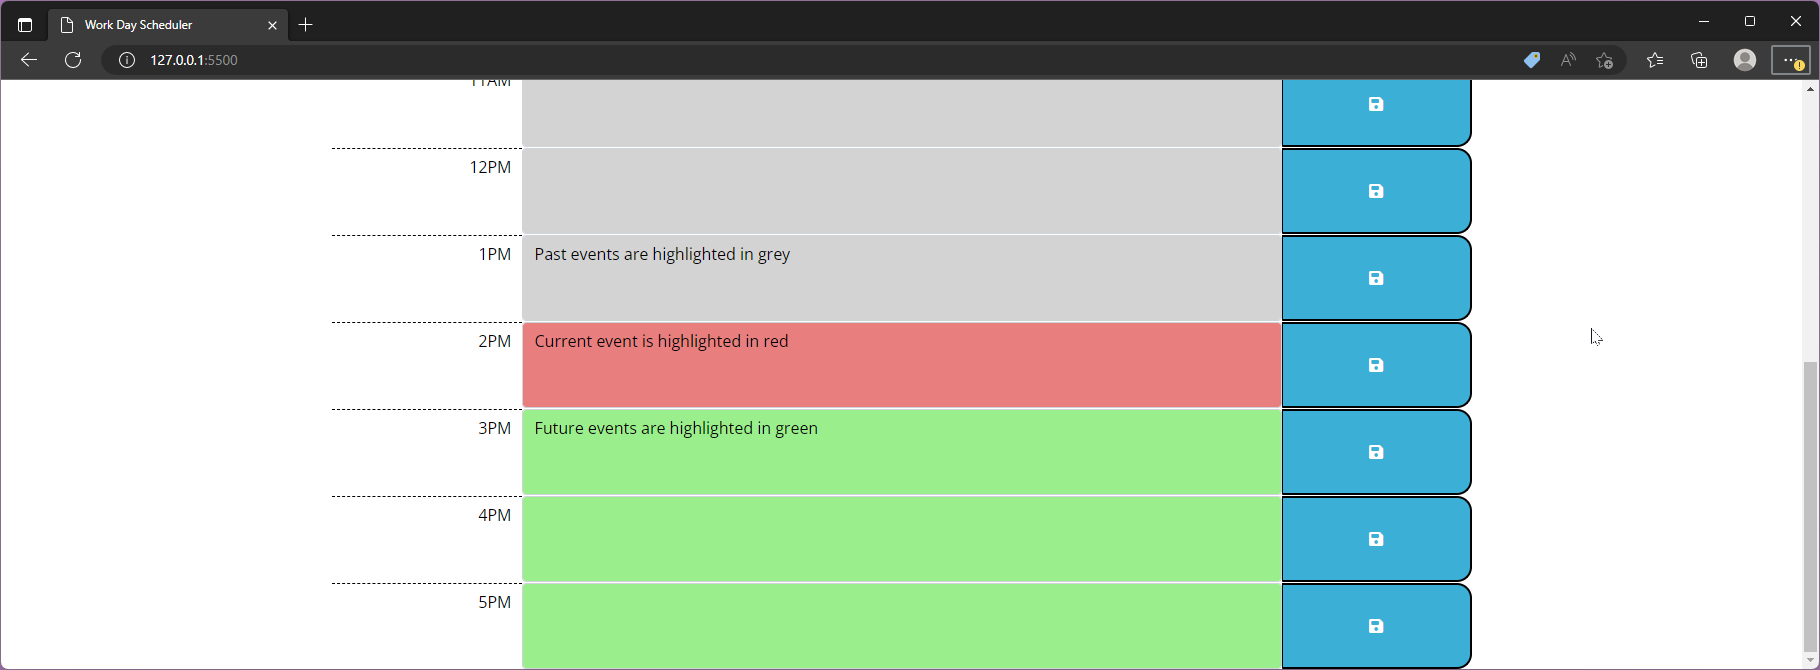 Work Day Scheduler
127.0.0.1:5500
11AM
12PM
1PM Past events are highlighted in grey
2PM Current event is highlighted in red
3PM Future events are highlighted in green
4PM
5PM